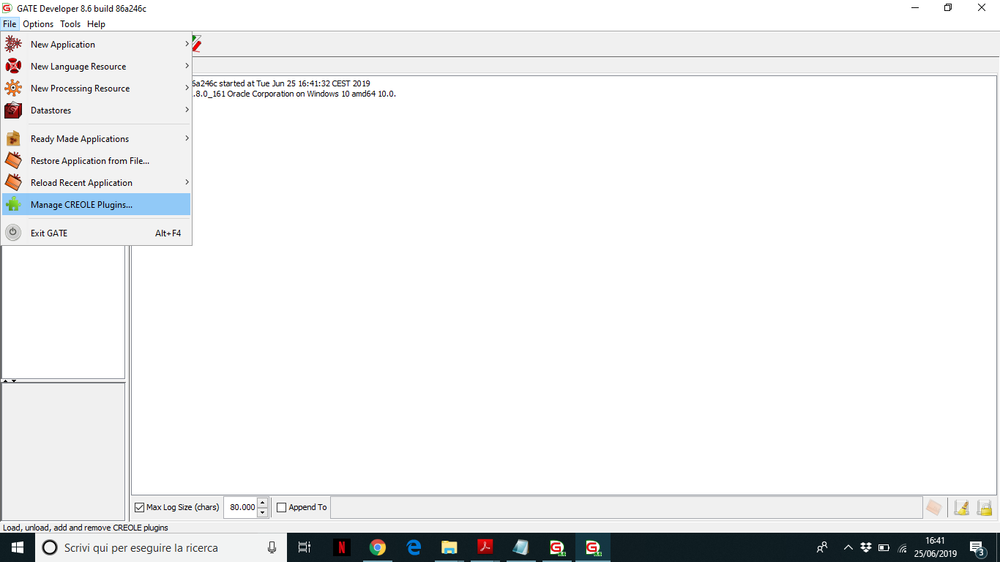 GATE Developer 8.6 build 86a246c
File Options Tools Help
New Application
New Language Resource
New Processing Resource
Datastores
Ready Made Applications
Restore Application from File...
Reload Recent Application
Manage CREOLE Plugins...
Exit GATE Alt+F4
6a246c started at Tue Jun 25 16:41:32 CEST 2019
.8.0_161 Oracle Corporation on Windows 10 amd64 10.0.
Max Log Size (chars) 80.000 Append To
Load, unload, add and remove CREOLE plugins
Scrivi qui per eseguire la ricerca
16:41
25/06/2019
3